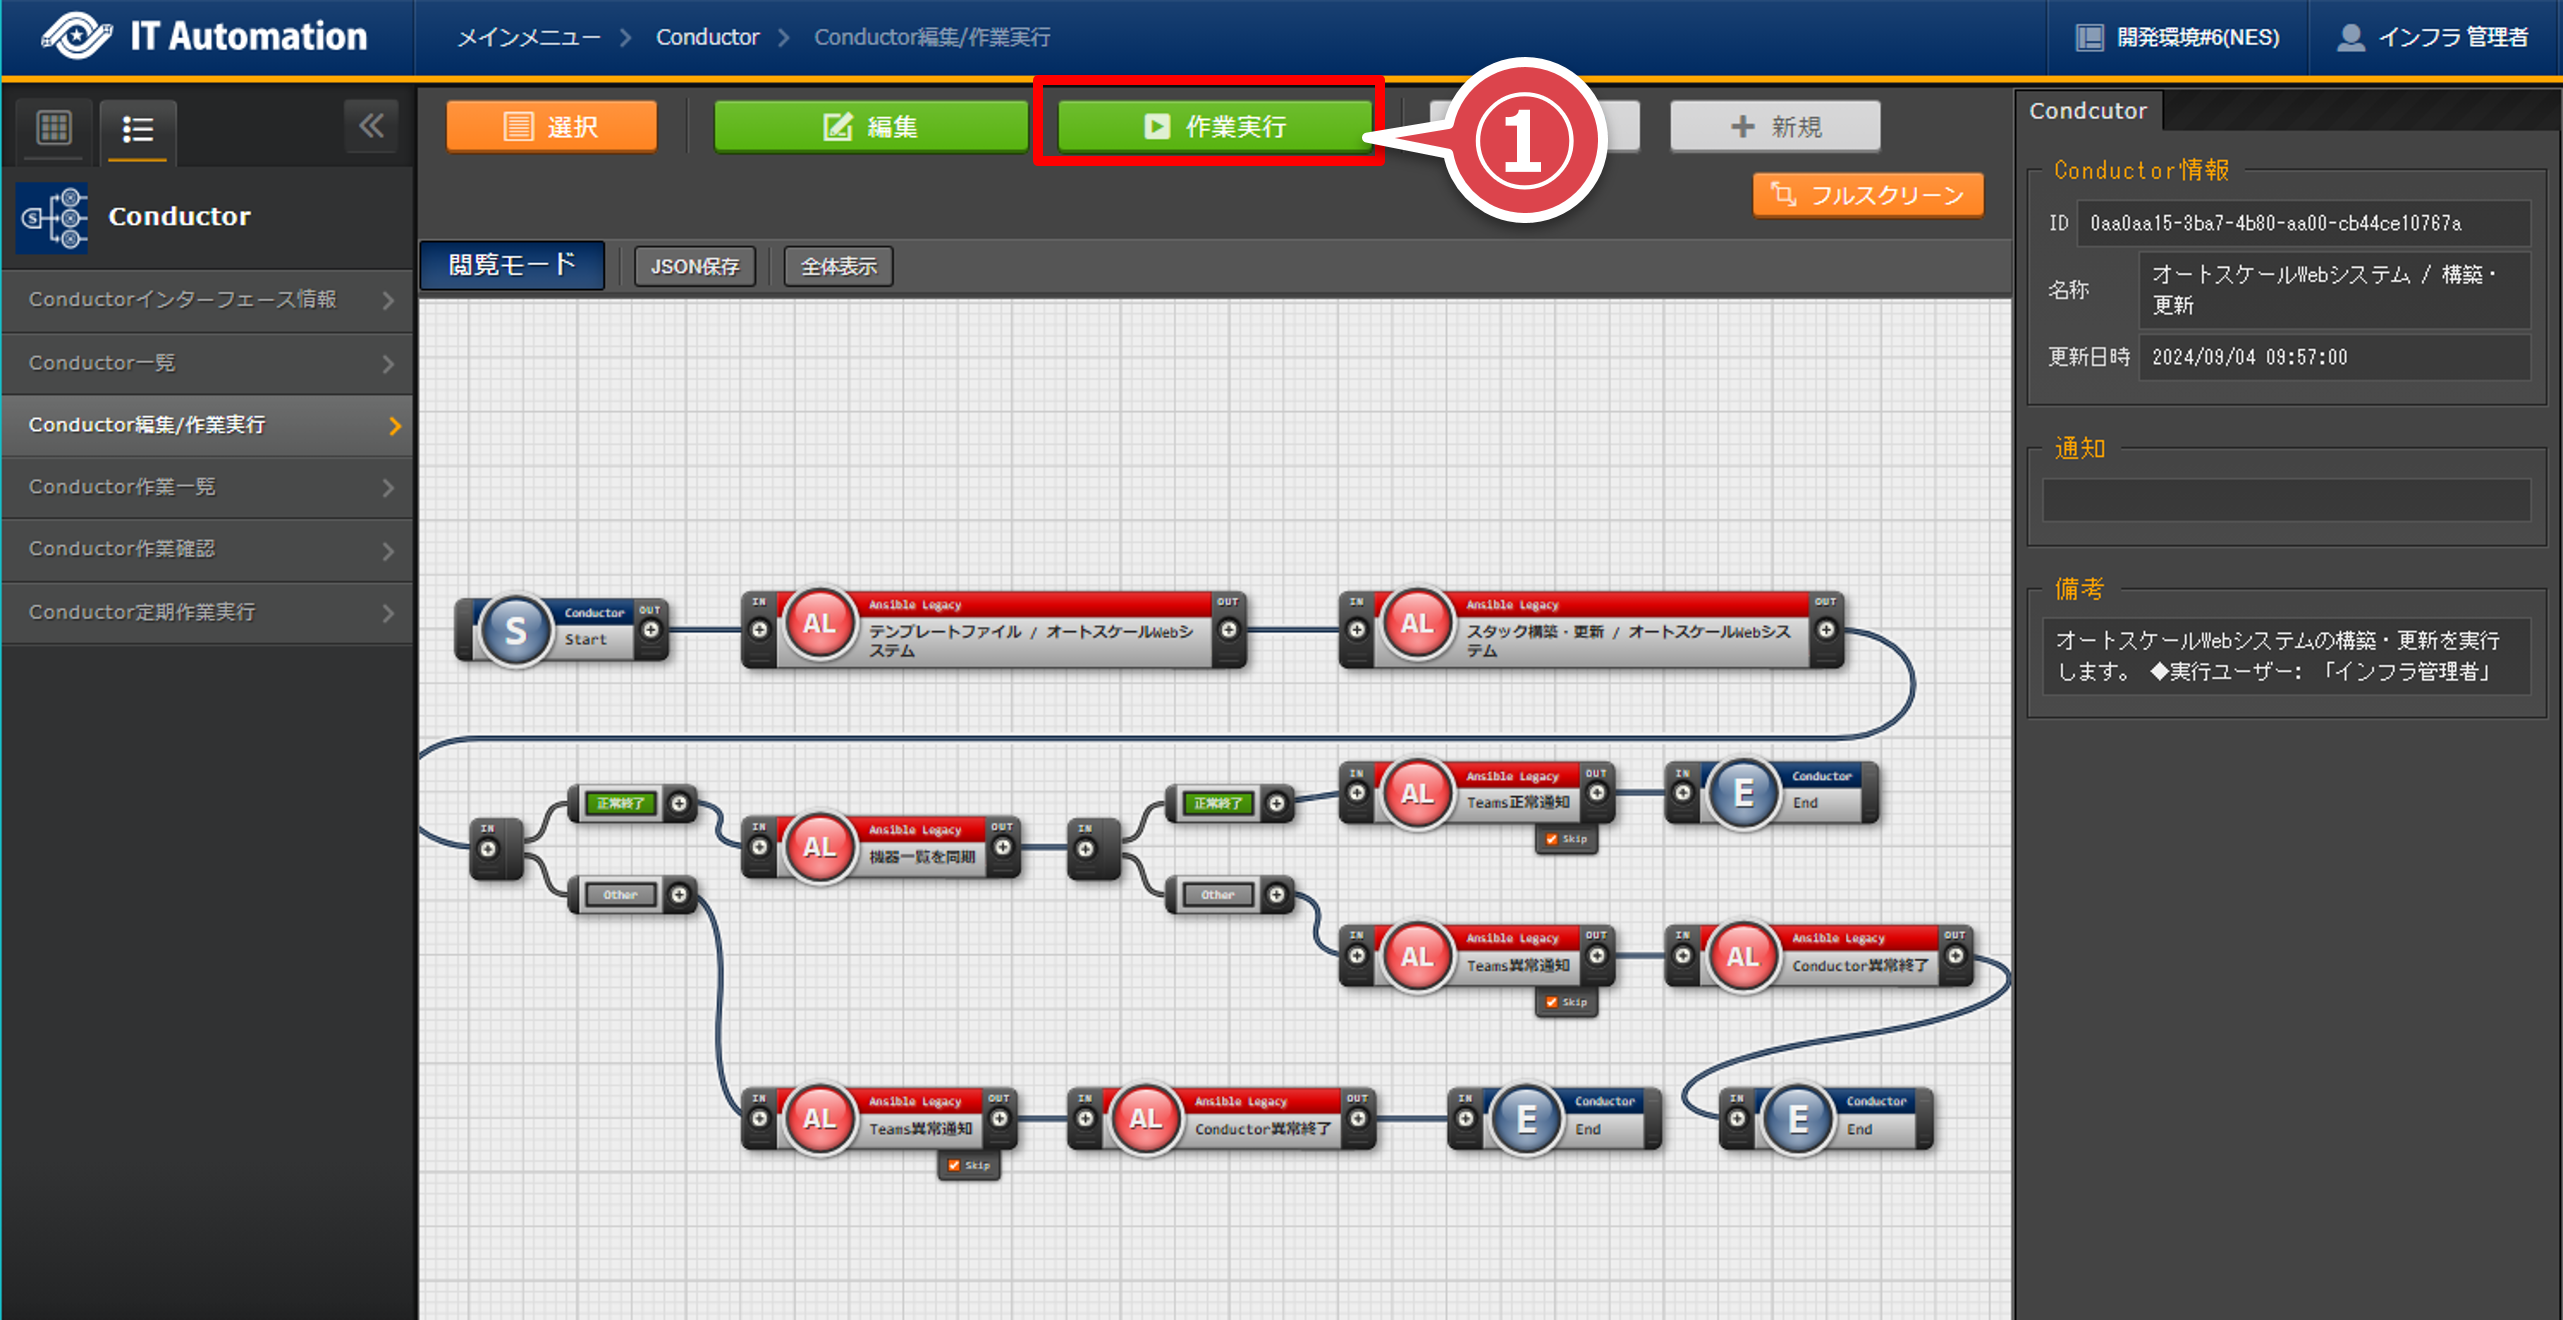 IT Automation
メインメニュー > Conductor > Conductor編集/作業実行
開発環境#6(NES)
インフラ 管理者
選択
編集
作業実行
①
新規
フルスクリーン
Conductor
Conductorインターフェース情報
Conductor一覧
Conductor編集/作業実行
Conductor作業一覧
Conductor作業確認
Conductor定期作業実行
閲覧モード
JSON保存
全体表示
S
Conductor
Start
OUT
IN
AL
Ansible Legacy
テンプレートファイル / オートスケールWebシ
ステム
OUT
IN
AL
Ansible Legacy
スタック構築・更新 / オートスケールWebシス
テム
OUT
IN
正常終了
Other
IN
AL
Ansible Legacy
機器一覧を同期
OUT
IN
正常終了
Other
IN
AL
Ansible Legacy
Teams正常通知
OUT
Skip
IN
E
Conductor
End
IN
AL
Ansible Legacy
Teams異常通知
OUT
Skip
IN
AL
Ansible Legacy
Conductor異常終了
OUT
IN
AL
Ansible Legacy
Teams異常通知
OUT
Skip
IN
AL
Ansible Legacy
Conductor異常終了
OUT
IN
E
Conductor
End
IN
E
Conductor
End
Condcutor
Conductor情報
ID 0aa0aa15-3ba7-4b80-aa00-cb44ce10767a
名称 オートスケールWebシステム / 構築・
更新
更新日時 2024/09/04 09:57:00
通知
備考
オートスケールWebシステムの構築・更新を実行
します。 ◆実行ユーザー: 「インフラ管理者」